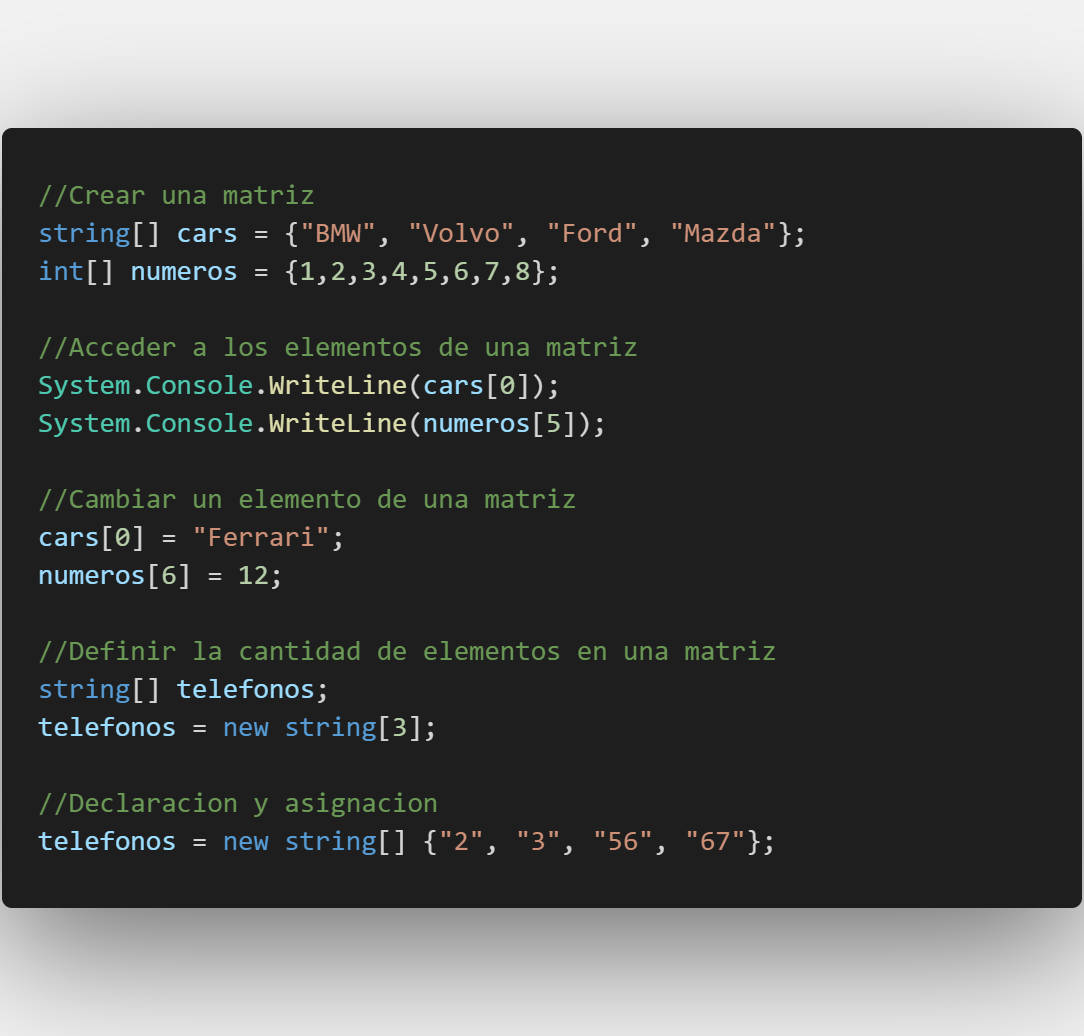 //Crear una matriz
string[] cars = {"BMW", "Volvo", "Ford", "Mazda"};
int[] numeros = {1,2,3,4,5,6,7,8};
//Acceder a los elementos de una matriz
System.Console.WriteLine(cars[0]);
System.Console.WriteLine(numeros[5]);
//Cambiar un elemento de una matriz
cars[0] = "Ferrari";
numeros[6] = 12;
//Definir la cantidad de elementos en una matriz
string[] telefonos;
telefonos = new string[3];
//Declaracion y asignacion
telefonos = new string[] {"2", "3", "56", "67"};